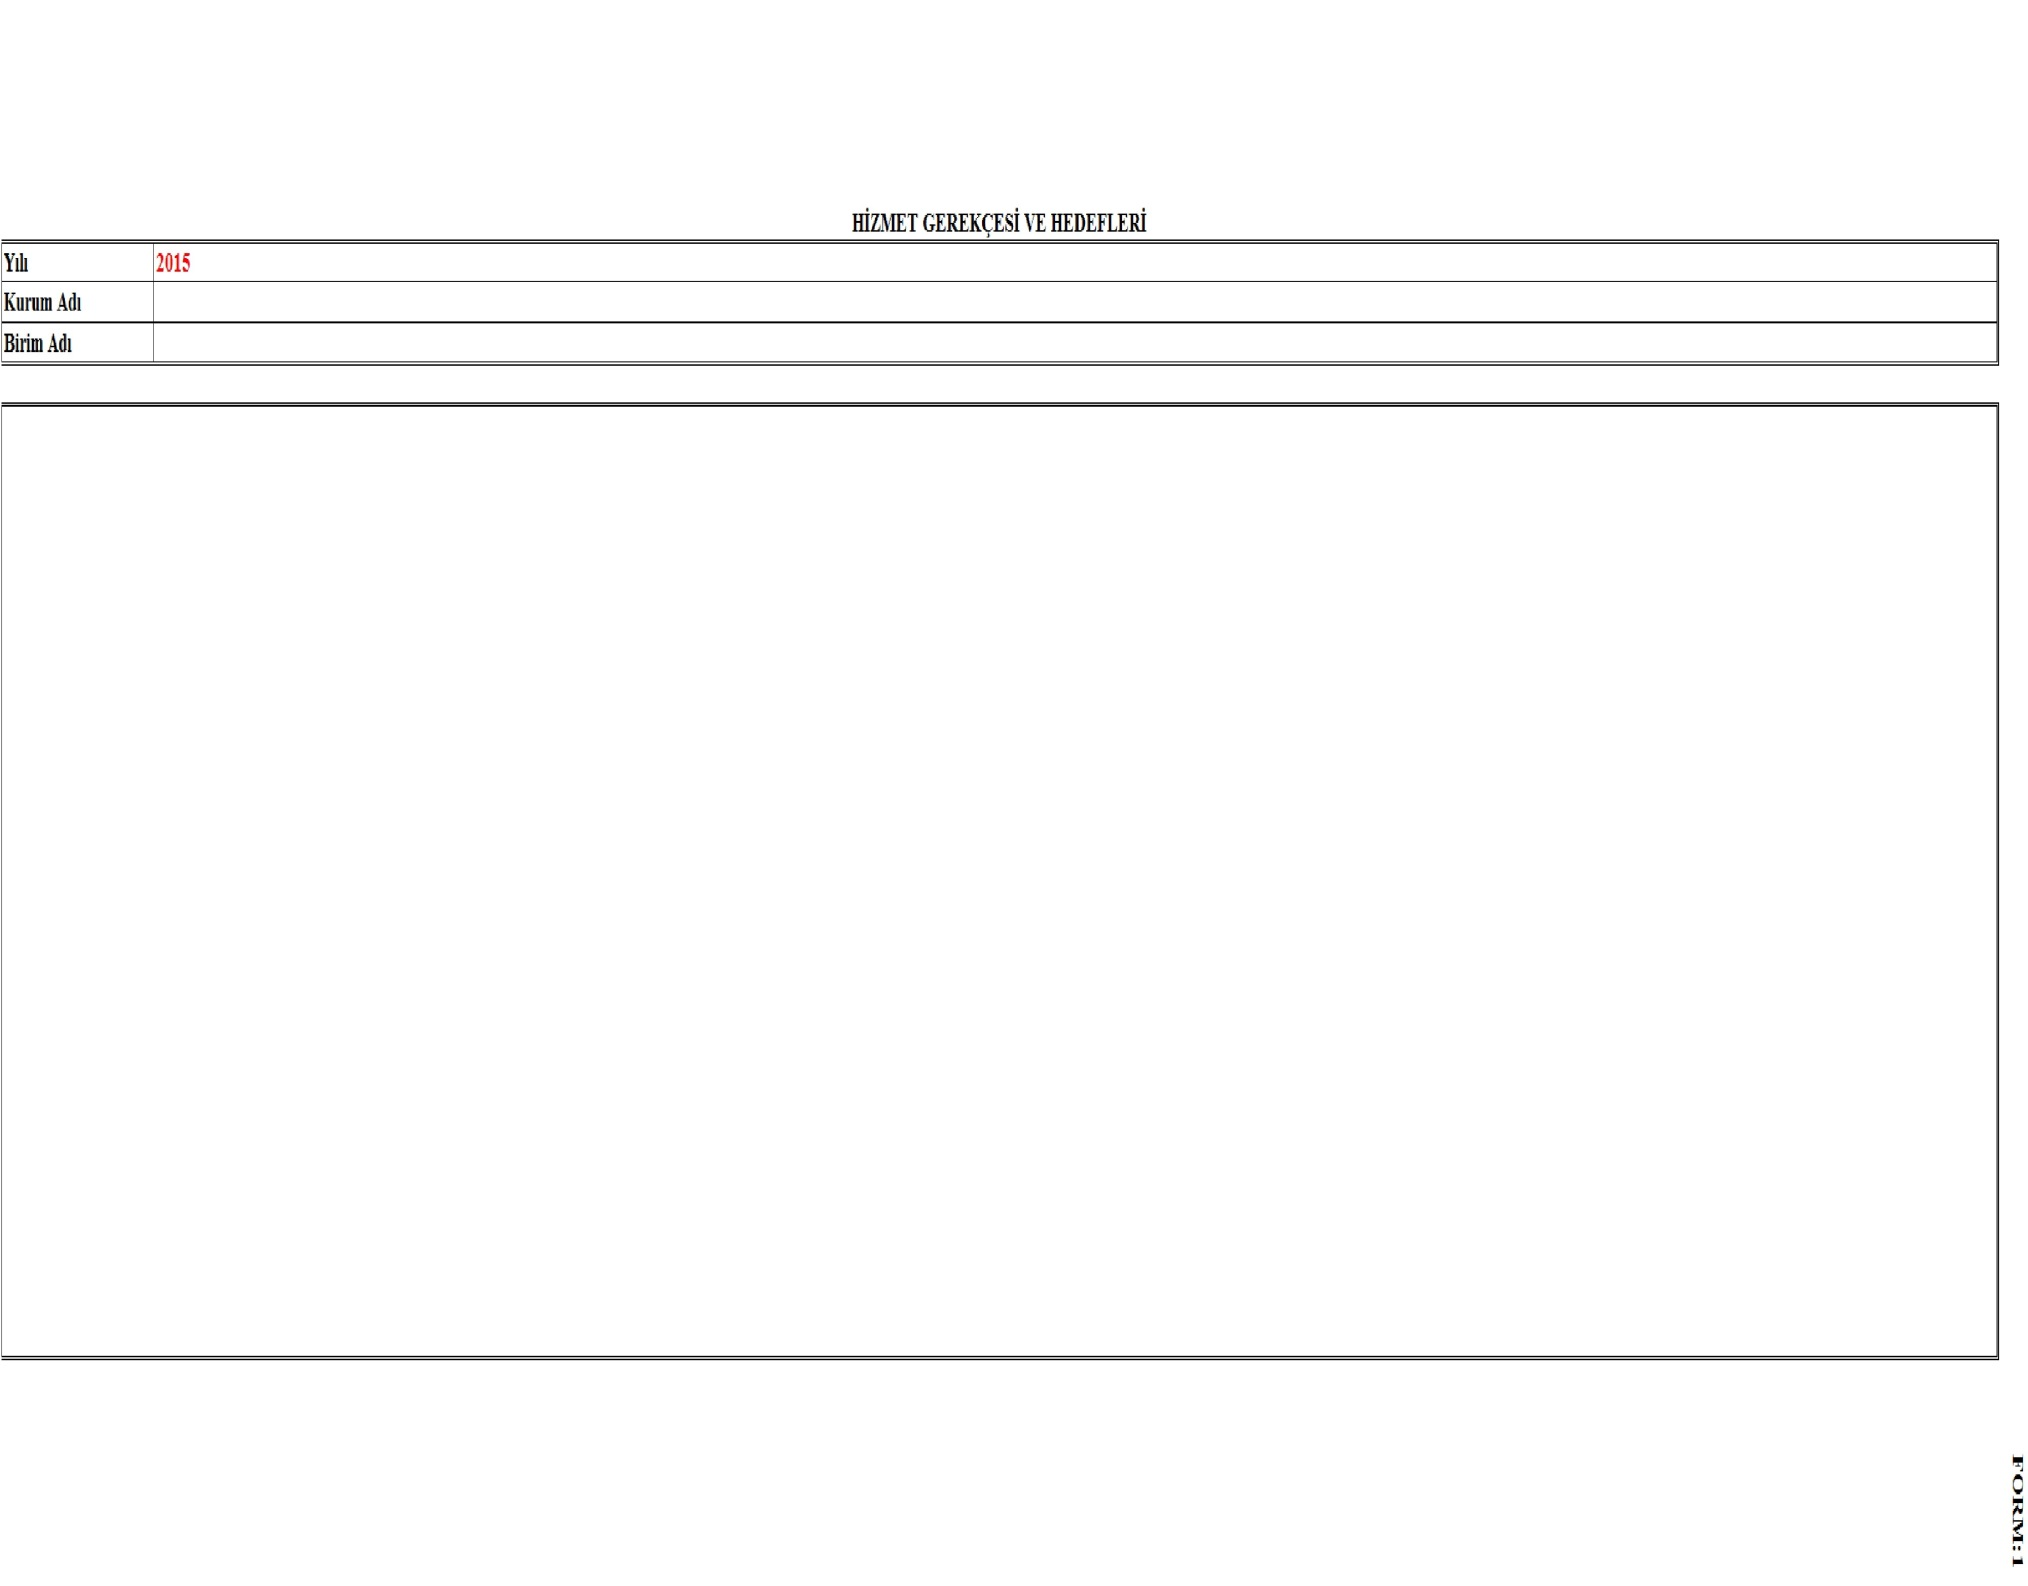 HİZMET GEREKÇESİ VE HEDEFLERİ
Yılı 2015
Kurum Adı
Birim Adı
FORM:1